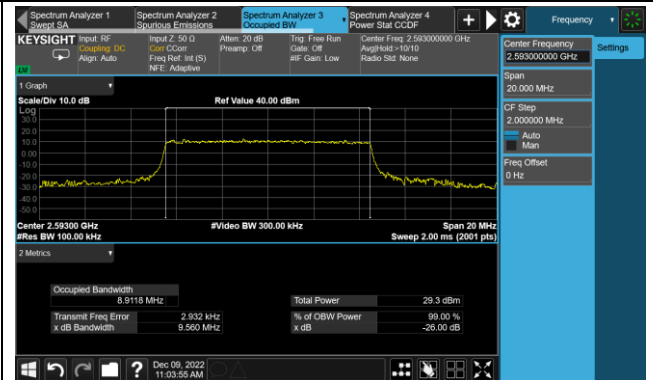 Spectrum Analyzer 1
Swept SA
Spectrum Analyzer 2
Spurious Emissions
Spectrum Analyzer 3
Occupied BW
Spectrum Analyzer 4
Power Stat CCDF
Frequency
KEYSIGHT
Input: RF
Coupling: DC
Align: Auto
Input Z: 50 Ω
Corr CCorr
Freq Ref: Int (S)
NFE: Adaptive
Atten: 20 dB
Preamp: Off
Trig: Free Run
Gate: Off
#IF Gain: Low
Center Freq: 2.593000000 GHz
Avg|Hold:>10/10
Radio Std: None
1 Graph
Scale/Div 10.0 dB
Ref Value 40.00 dBm
Log
30.0
20.0
10.0
0.00
-10.0
-20.0
-30.0
-40.0
-50.0
Center 2.59300 GHz
#Video BW 300.00 kHz
Span 20 MHz
#Res BW 100.00 kHz
Sweep 2.00 ms (2001 pts)
2 Metrics
Occupied Bandwidth
8.9118 MHz
Total Power 29.3 dBm
Transmit Freq Error 2.932 kHz
% of OBW Power 99.00 %
x dB Bandwidth 9.560 MHz
x dB -26.00 dB
Center Frequency
2.593000000 GHz
Settings
Span
20.000 MHz
CF Step
2.000000 MHz
Auto
Man
Freq Offset
0 Hz
?
Dec 09, 2022
11:03:55 AM